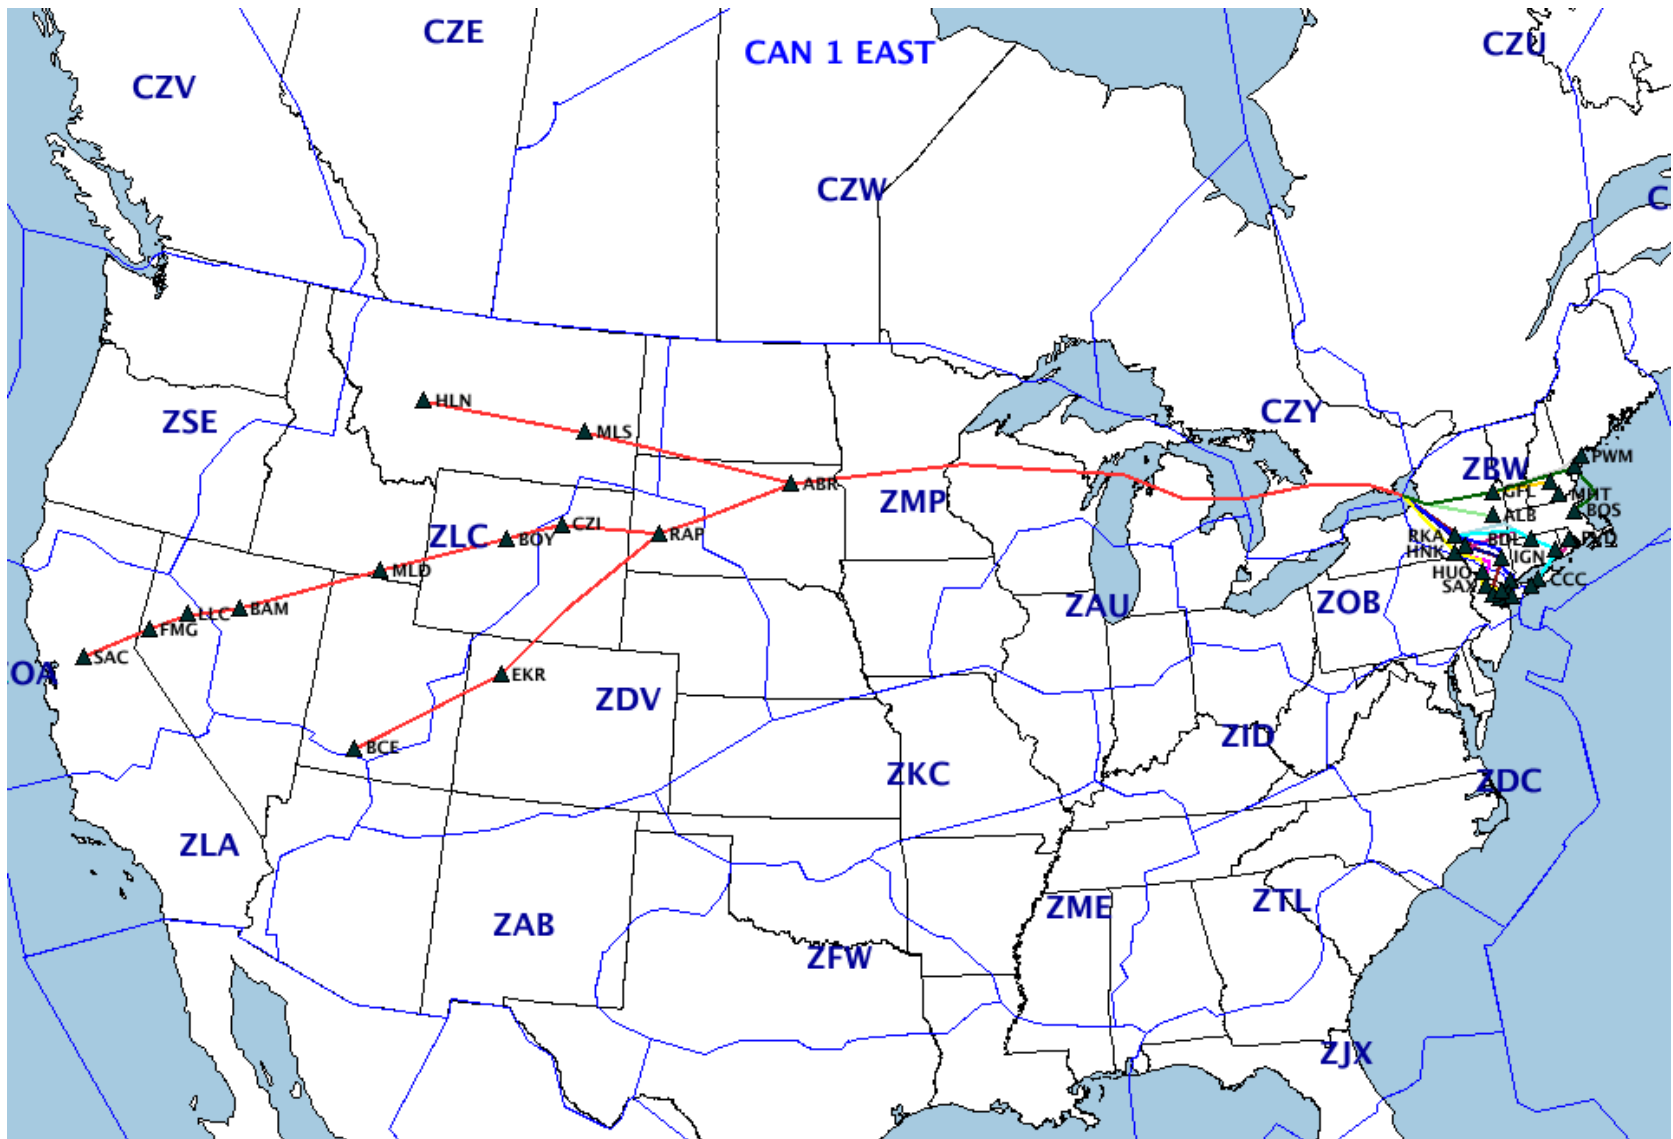 CZE
CZU
CAN 1 EAST
CZV
CZW
HLN
CZY
ZSE
MLS
PWM
ZBW
ABR
GFL
MHT
ZMP
BOS
ALB
CZI
ZLC
BOY
RAP
RKA
BDL
PVD
HNK
IGN
MLD
HUO
CCC
SAX
LLC
BAM
ZAU
ZOB
FMG
SAC
EKR
ZDV
BCE
ZID
ZKC
ZDC
ZLA
ZME
ZTL
ZAB
ZFW
ZJX